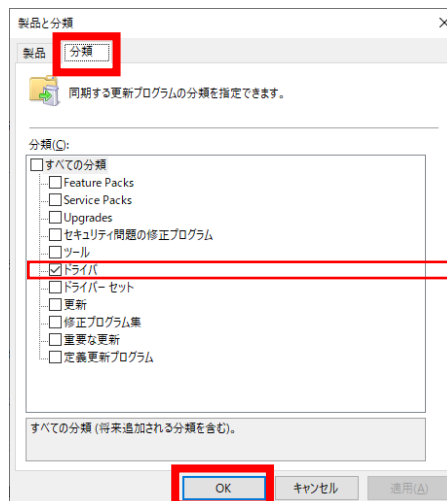 製品と分類
製品 分類
同期する更新プログラムの分類を指定できます。
分類(C):
すべての分類
Feature Packs
Service Packs
Upgrades
セキュリティ問題の修正プログラム
ツール
ドライバ
ドライバー セット
更新
修正プログラム集
重要な更新
定義更新プログラム
すべての分類 (将来追加される分類を含む)。
OK キャンセル 適用(A)